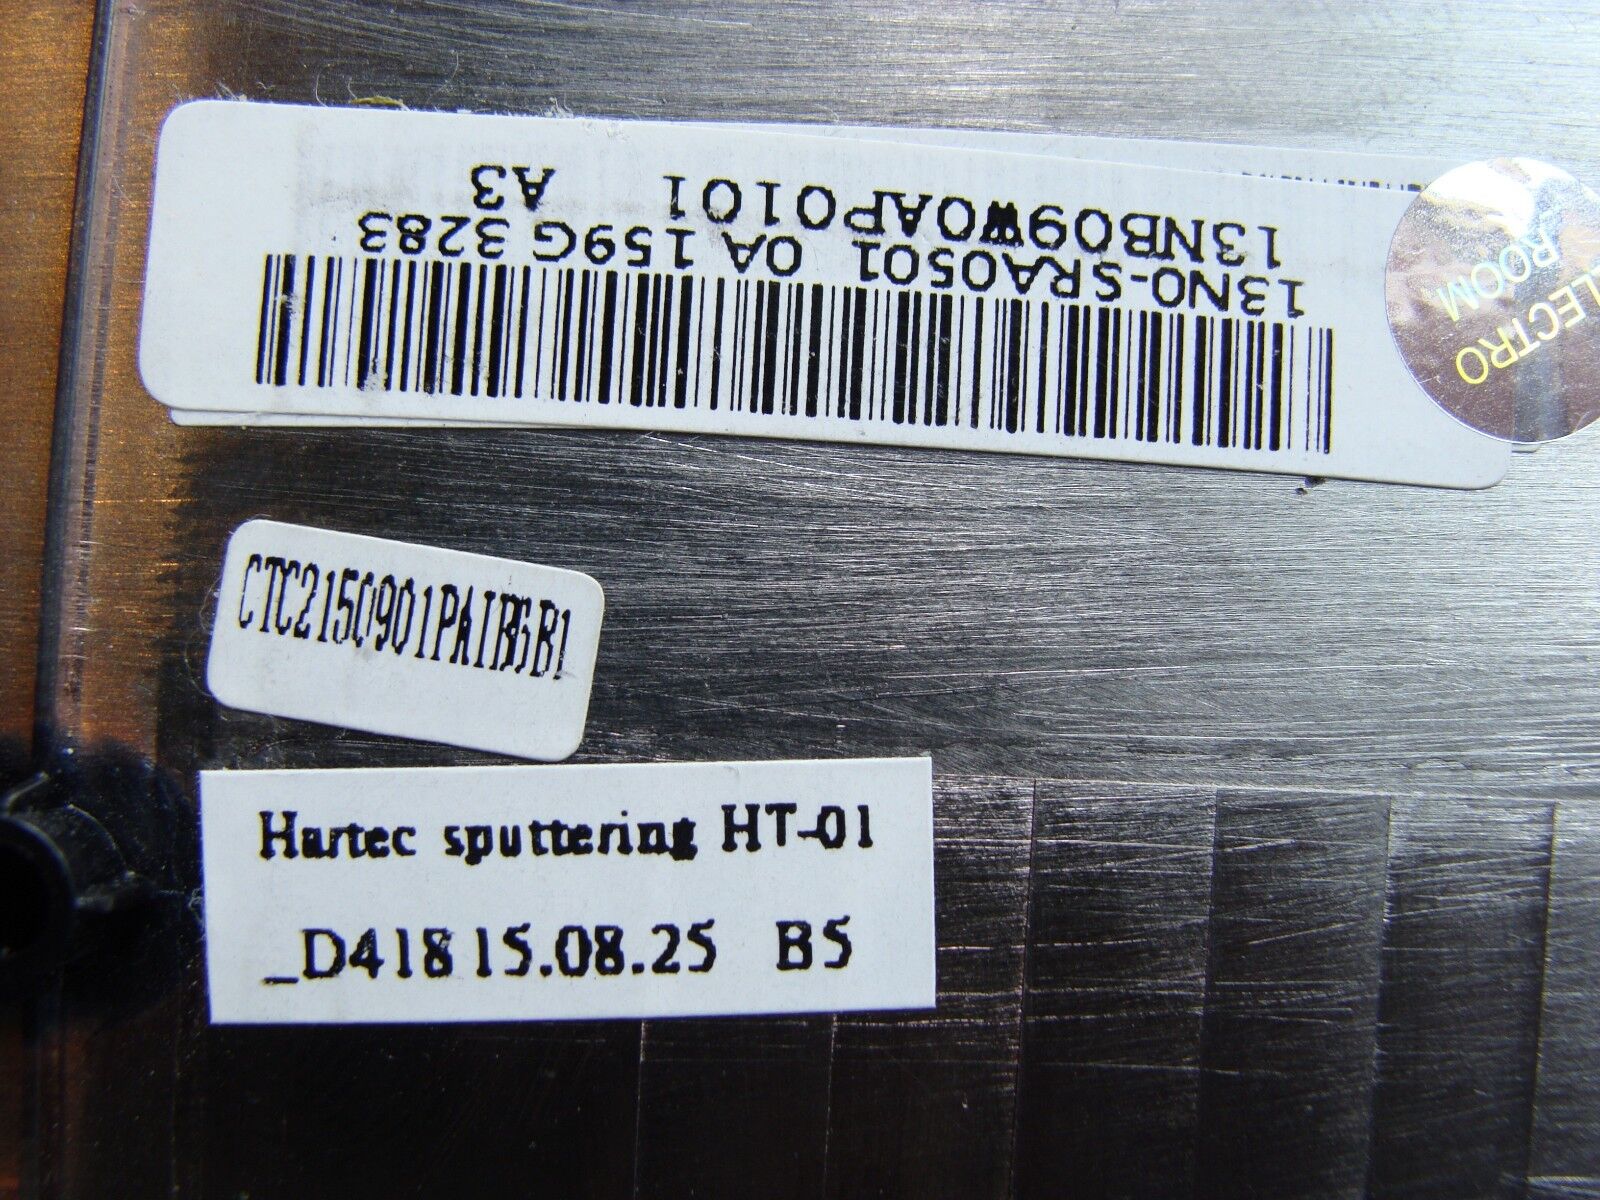 13N0-SRA0501 0A 159G 3283
13NB09W0AP0101 A3
LECTRO
ROOM
CTC2150901PAIB5B1
Hartec sputtering HT-01
_D418 15.08.25 B5